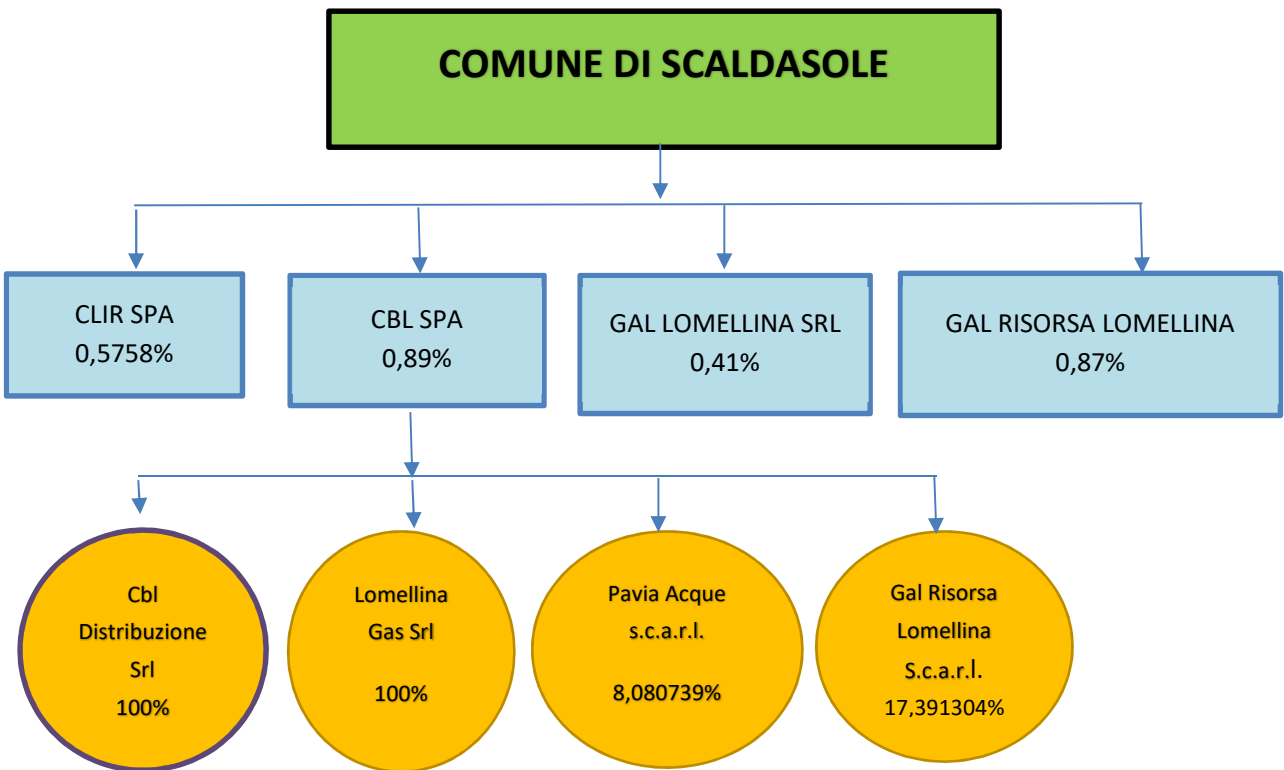 COMUNE DI SCALDASOLE
CLIR SPA
0,5758%
CBL SPA
0,89%
GAL LOMELLINA SRL
0,41%
GAL RISORSA LOMELLINA
0,87%
Cbl
Distribuzione
Srl
100%
Lomellina
Gas Srl
100%
Pavia Acque
s.c.a.r.l.
8,080739%
Gal Risorsa
Lomellina
S.c.a.r.l.
17,391304%